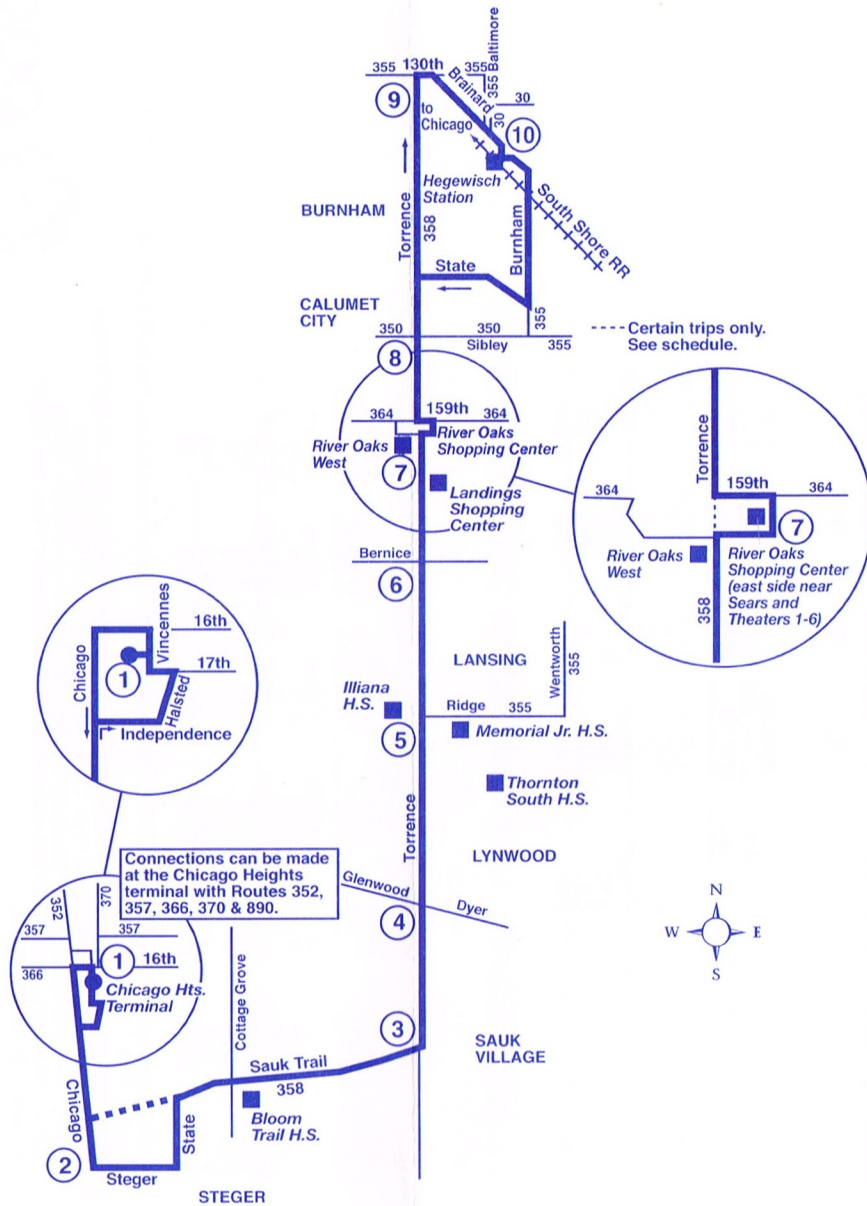 355
130th
355
355 Baltimore
Brainard
30
30
9
to
Chicago
10
Hegewisch
Station
South Shore RR
BURNHAM
Torrence
358
Burnham
State
CALUMET
CITY
355
350
350
Sibley
355
---- Certain trips only.
See schedule.
8
364
159th
364
River Oaks
West
River Oaks
Shopping Center
7
Landings
Shopping
Center
Torrence
159th
364
364
7
River Oaks
West
River Oaks
Shopping Center
(east side near
Sears and
Theaters 1-6)
358
Bernice
6
Vincennes
16th
17th
1
Chicago
Halsted
Independence
LANSING
Wentworth
355
Illiana
H.S.
Ridge
355
5
Memorial Jr. H.S.
Thornton
South H.S.
Torrence
LYNWOOD
Connections can be made
at the Chicago Heights
terminal with Routes 352,
357, 366, 370 & 890.
Glenwood
Dyer
4
N
W
E
S
352
370
357
357
1
16th
366
Chicago Hts.
Terminal
Cottage Grove
3
SAUK
VILLAGE
Sauk Trail
358
Chicago
State
Bloom
Trail H.S.
2
Steger
STEGER